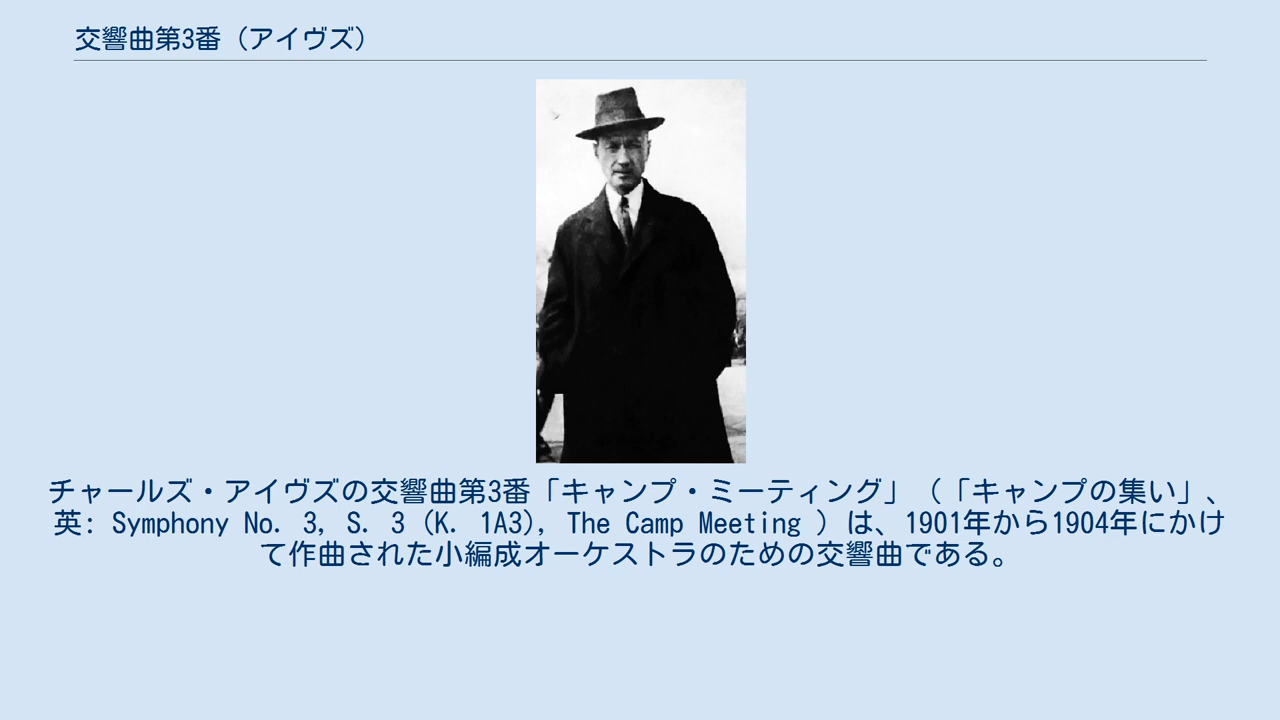 交響曲第3番（アイヴズ）
チャールズ・アイヴズの交響曲第3番「キャンプ・ミーティング」（「キャンプの集い」、
英: Symphony No. 3, S. 3 (K. 1A3), The Camp Meeting ）は、1901年から1904年にかけ
て作曲された小編成オーケストラのための交響曲である。